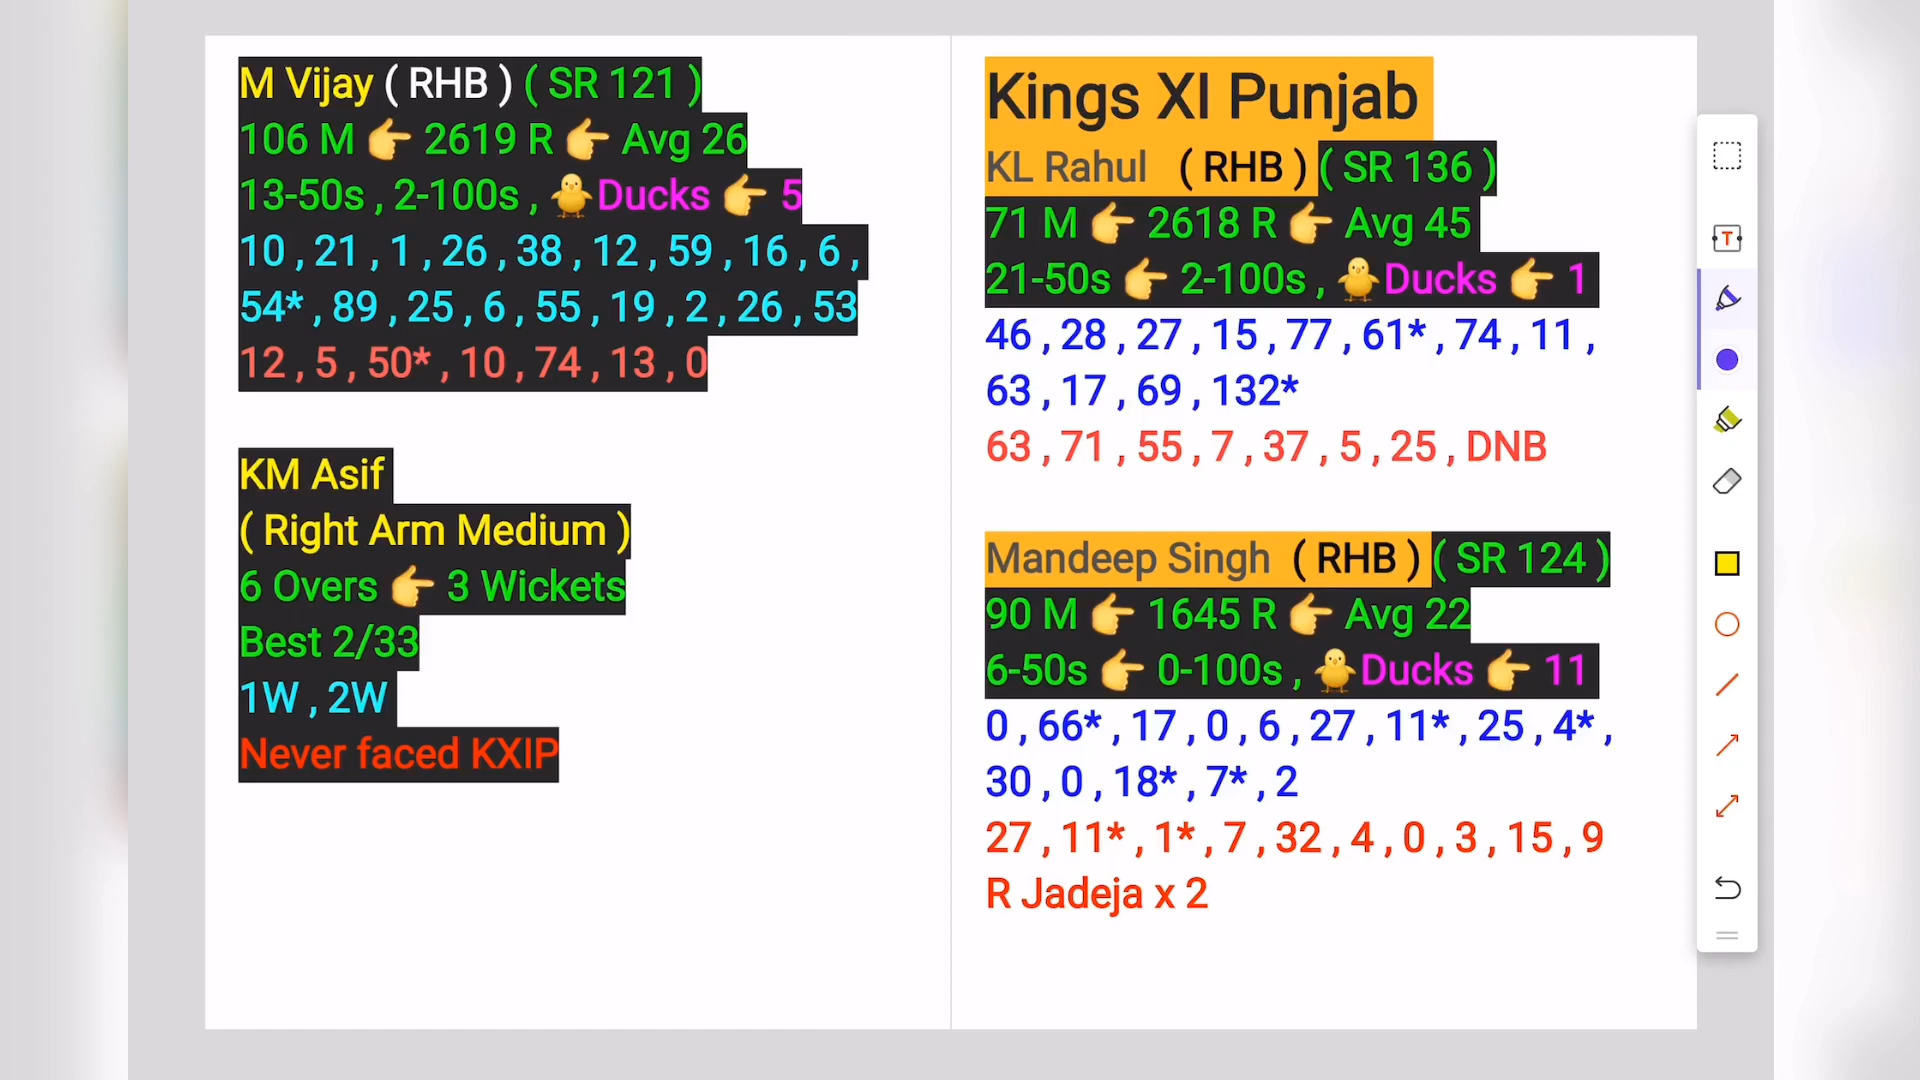 M Vijay ( RHB ) ( SR 121 )
106 M 👉 2619 R 👉 Avg 26
13-50s , 2-100s , 🐥Ducks 👉 5
10 , 21 , 1 , 26 , 38 , 12 , 59 , 16 , 6 ,
54* , 89 , 25 , 6 , 55 , 19 , 2 , 26 , 53
12 , 5 , 50* , 10 , 74 , 13 , 0
KM Asif
( Right Arm Medium )
6 Overs 👉 3 Wickets
Best 2/33
1W , 2W
Never faced KXIP
Kings XI Punjab
KL Rahul ( RHB ) ( SR 136 )
71 M 👉 2618 R 👉 Avg 45
21-50s 👉 2-100s , 🐥Ducks 👉 1
46 , 28 , 27 , 15 , 77 , 61* , 74 , 11 ,
63 , 17 , 69 , 132*
63 , 71 , 55 , 7 , 37 , 5 , 25 , DNB
Mandeep Singh ( RHB ) ( SR 124 )
90 M 👉 1645 R 👉 Avg 22
6-50s 👉 0-100s , 🐥Ducks 👉 11
0 , 66* , 17 , 0 , 6 , 27 , 11* , 25 , 4* ,
30 , 0 , 18* , 7* , 2
27 , 11* , 1* , 7 , 32 , 4 , 0 , 3 , 15 , 9
R Jadeja x 2
T